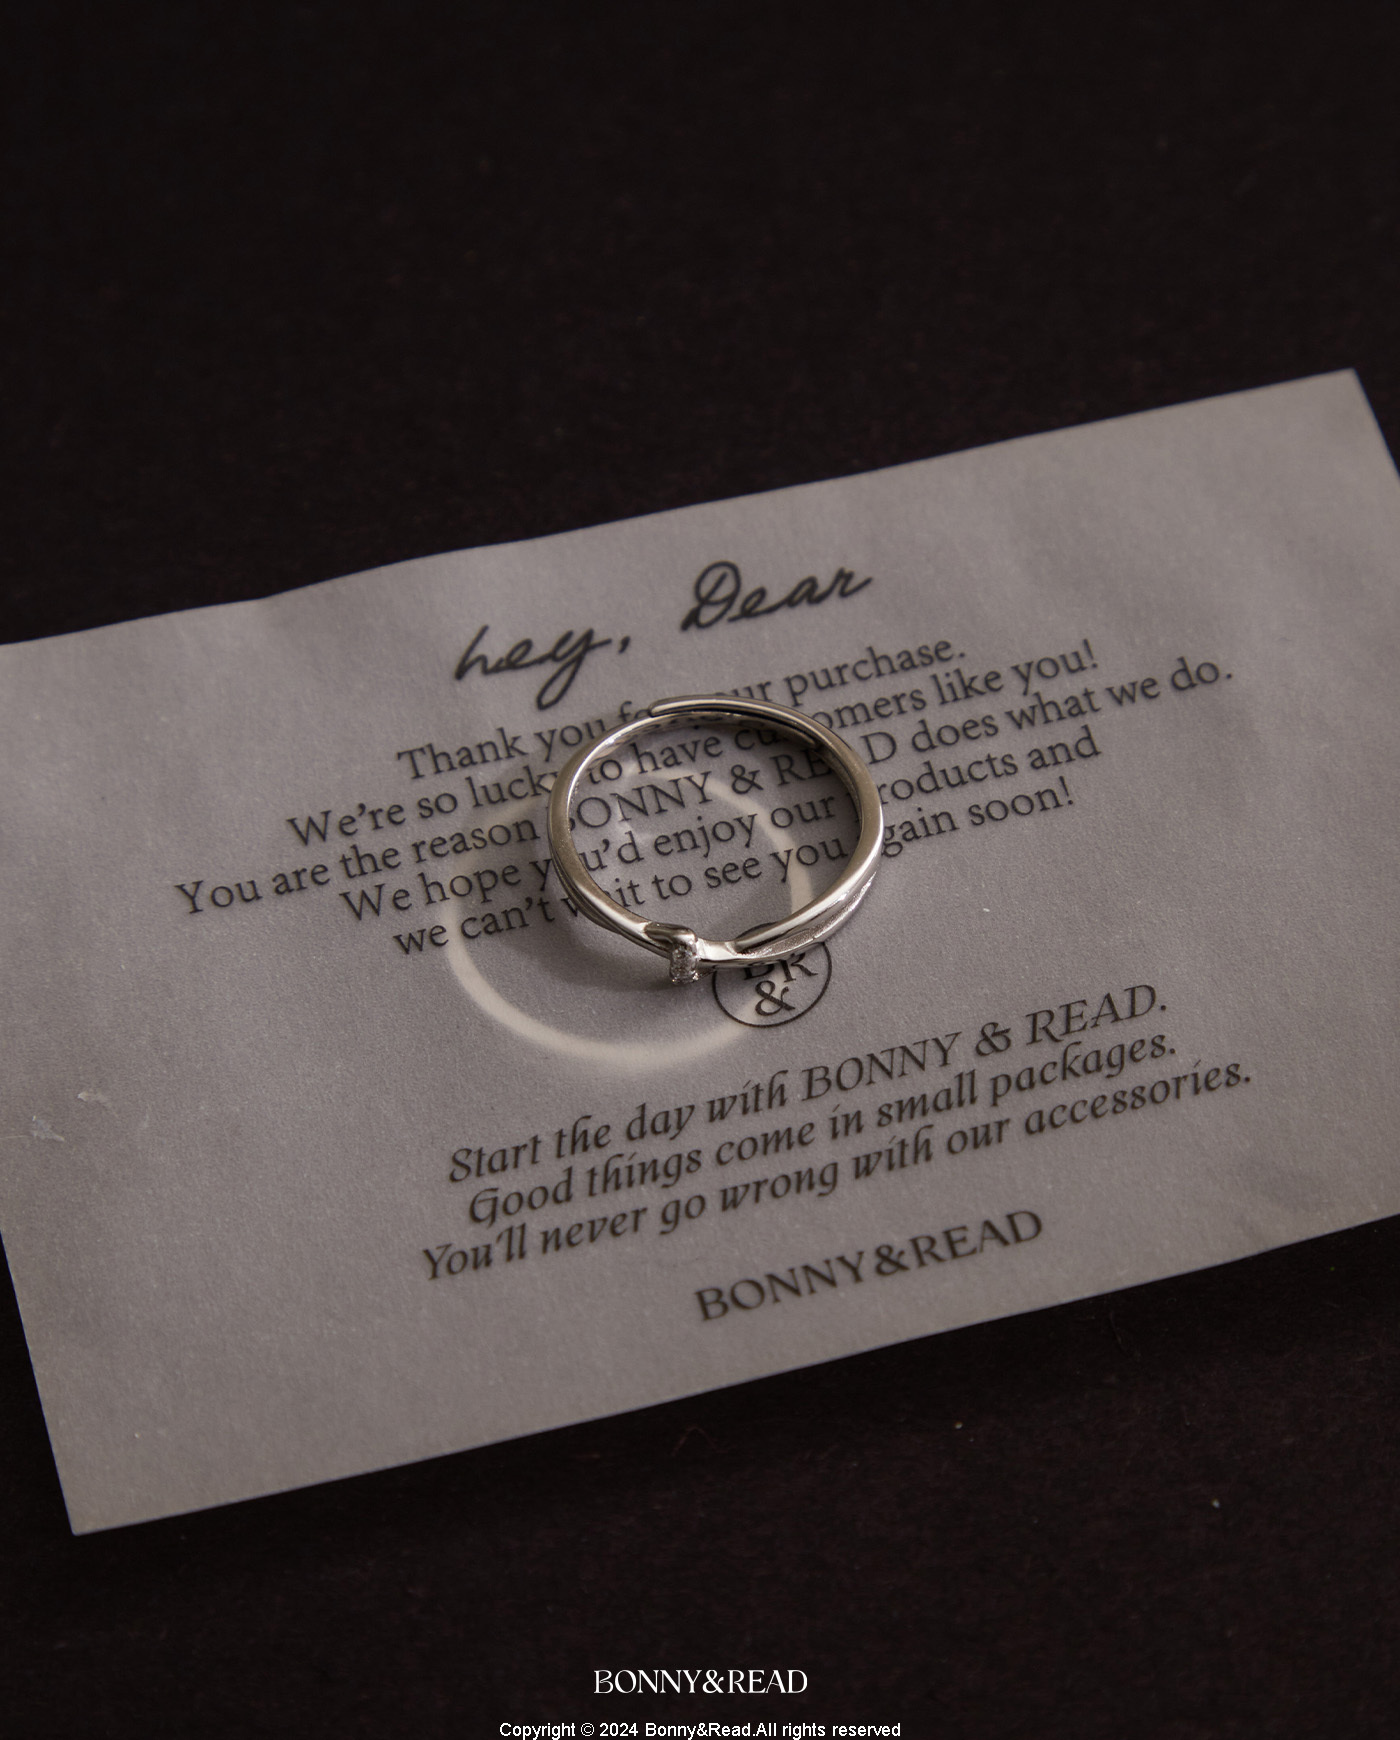 hey, Dear
Thank you purchase.
We're so lucky to have customers like you!
You are the reason BONNY & READ does what we do.
We hope you'd enjoy our products and
we can't wait to see you again soon!
BR
&
Start the day with BONNY & READ.
Good things come in small packages.
You'll never go wrong with our accessories.
BONNY&READ
BONNY&READ
Copyright © 2024 Bonny&Read.All rights reserved